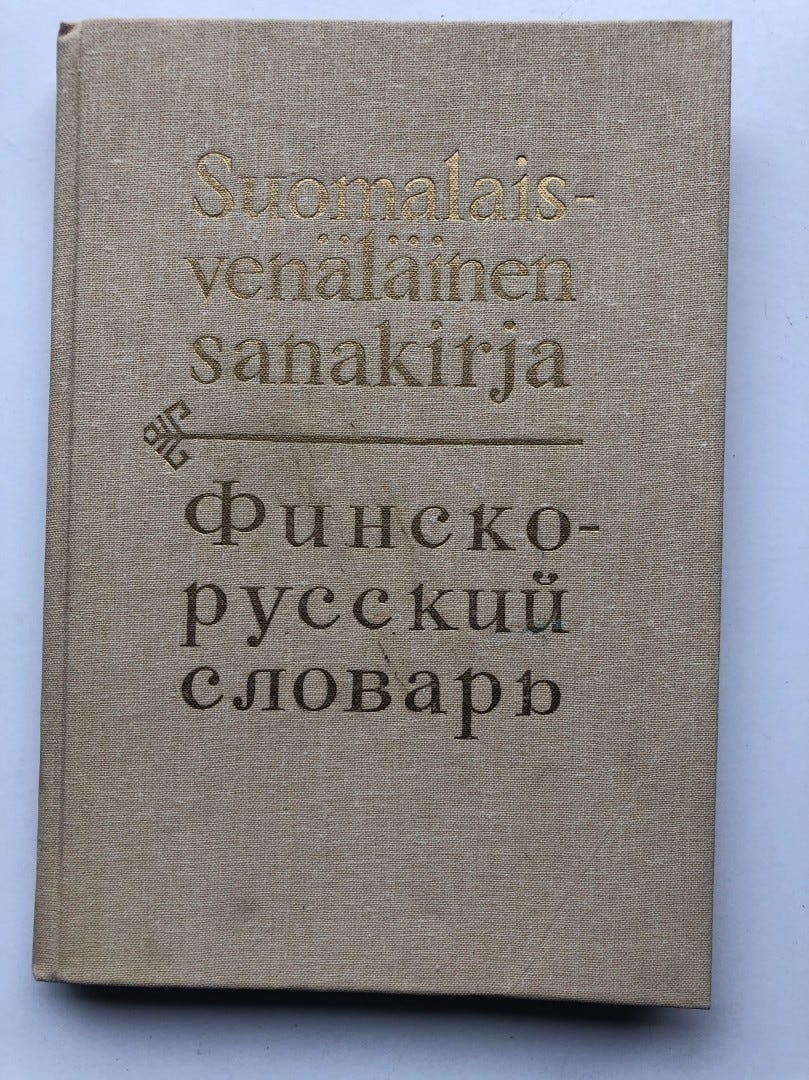 Suomalais-
venäläinen
sanakirja
Финско-
русский
словарь